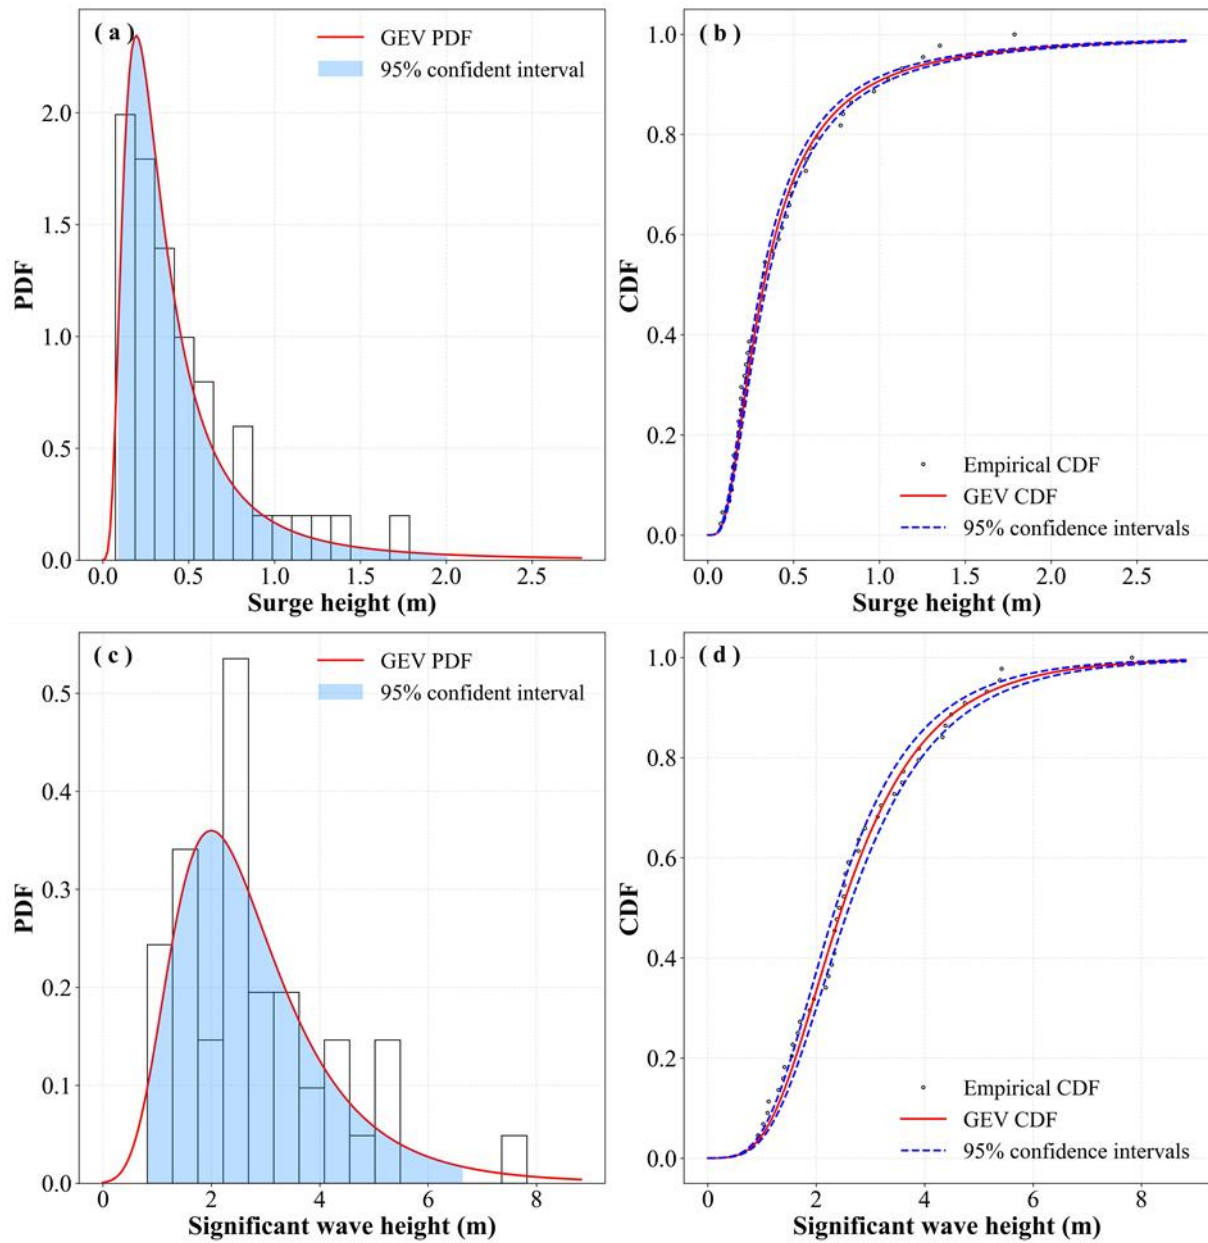 ( a )
GEV PDF
95% confident interval
PDF
2.0
1.5
1.0
0.5
0.0
0.0 0.5 1.0 1.5 2.0 2.5
Surge height (m)
( b )
CDF
1.0
0.8
0.6
0.4
0.2
0.0
Empirical CDF
GEV CDF
95% confidence intervals
0.0 0.5 1.0 1.5 2.0 2.5
Surge height (m)
( c )
GEV PDF
95% confident interval
PDF
0.5
0.4
0.3
0.2
0.1
0.0
0 2 4 6 8
Significant wave height (m)
( d )
CDF
1.0
0.8
0.6
0.4
0.2
0.0
Empirical CDF
GEV CDF
95% confidence intervals
0 2 4 6 8
Significant wave height (m)